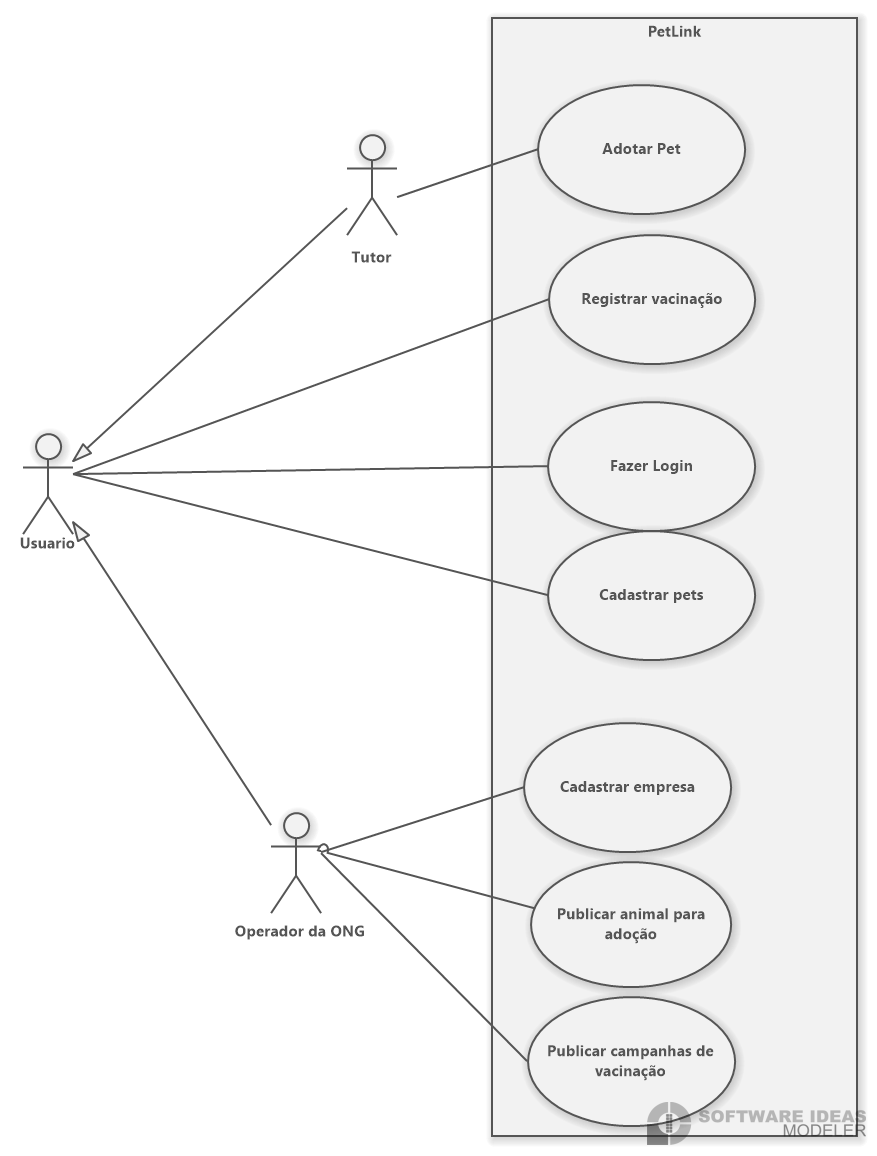 PetLink
Adotar Pet
Tutor
Registrar vacinação
Fazer Login
Usuario
Cadastrar pets
Cadastrar empresa
Operador da ONG
Publicar animal para
adoção
Publicar campanhas de
vacinação
SOFTWARE IDEAS
MODELER